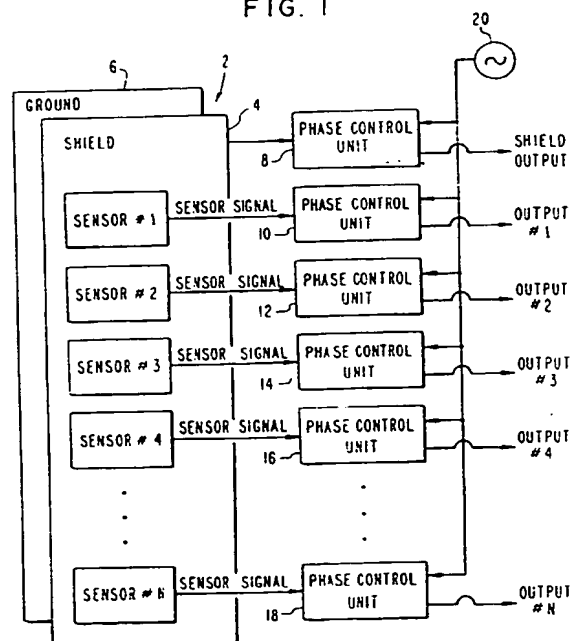 FIG. 1
20
6
2
4
GROUND
SHIELD
PHASE CONTROL
UNIT
8
SHIELD
OUTPUT
SENSOR #1
SENSOR SIGNAL
PHASE CONTROL
UNIT
10
OUTPUT
#1
SENSOR #2
SENSOR SIGNAL
PHASE CONTROL
UNIT
12
OUTPUT
#2
SENSOR #3
SENSOR SIGNAL
PHASE CONTROL
UNIT
14
OUTPUT
#3
SENSOR #4
SENSOR SIGNAL
PHASE CONTROL
UNIT
16
OUTPUT
#4
SENSOR #N
SENSOR SIGNAL
PHASE CONTROL
UNIT
18
OUTPUT
#N